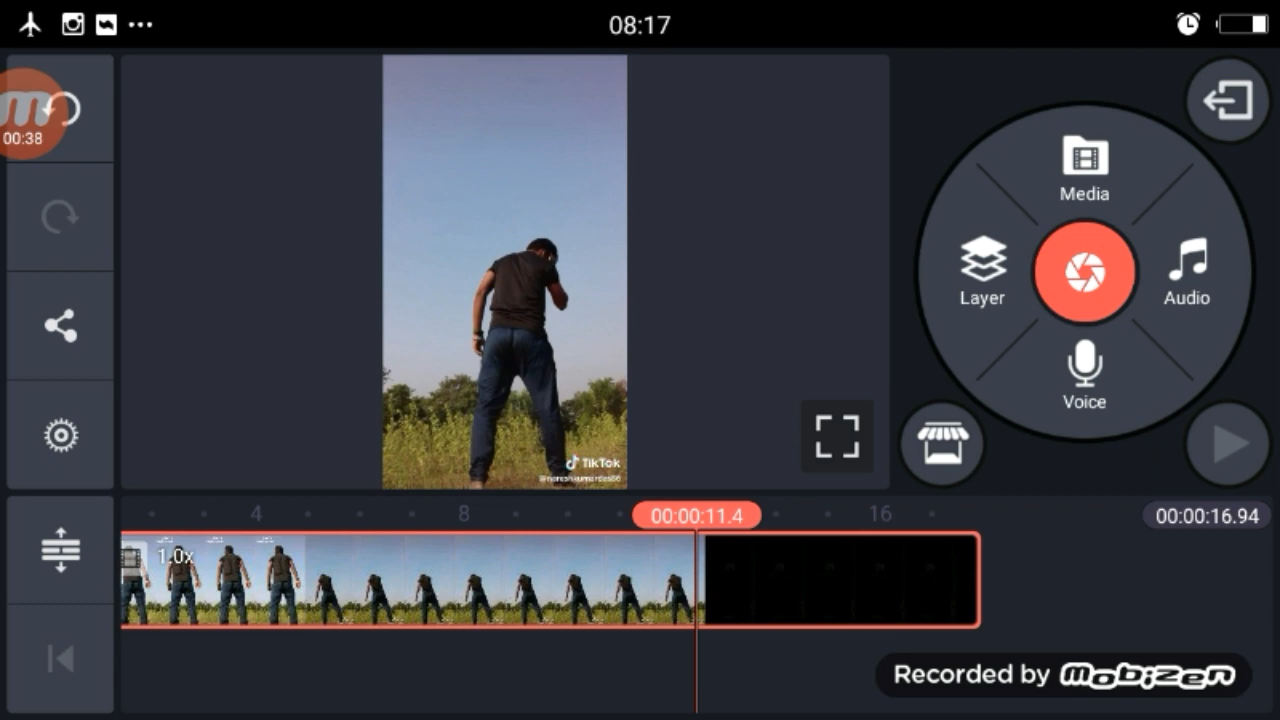 08:17
00:38
Media
Layer
Audio
Voice
TikTok
4
8
00:00:11.4
16
00:00:16.94
1.0x
Recorded by mobizen